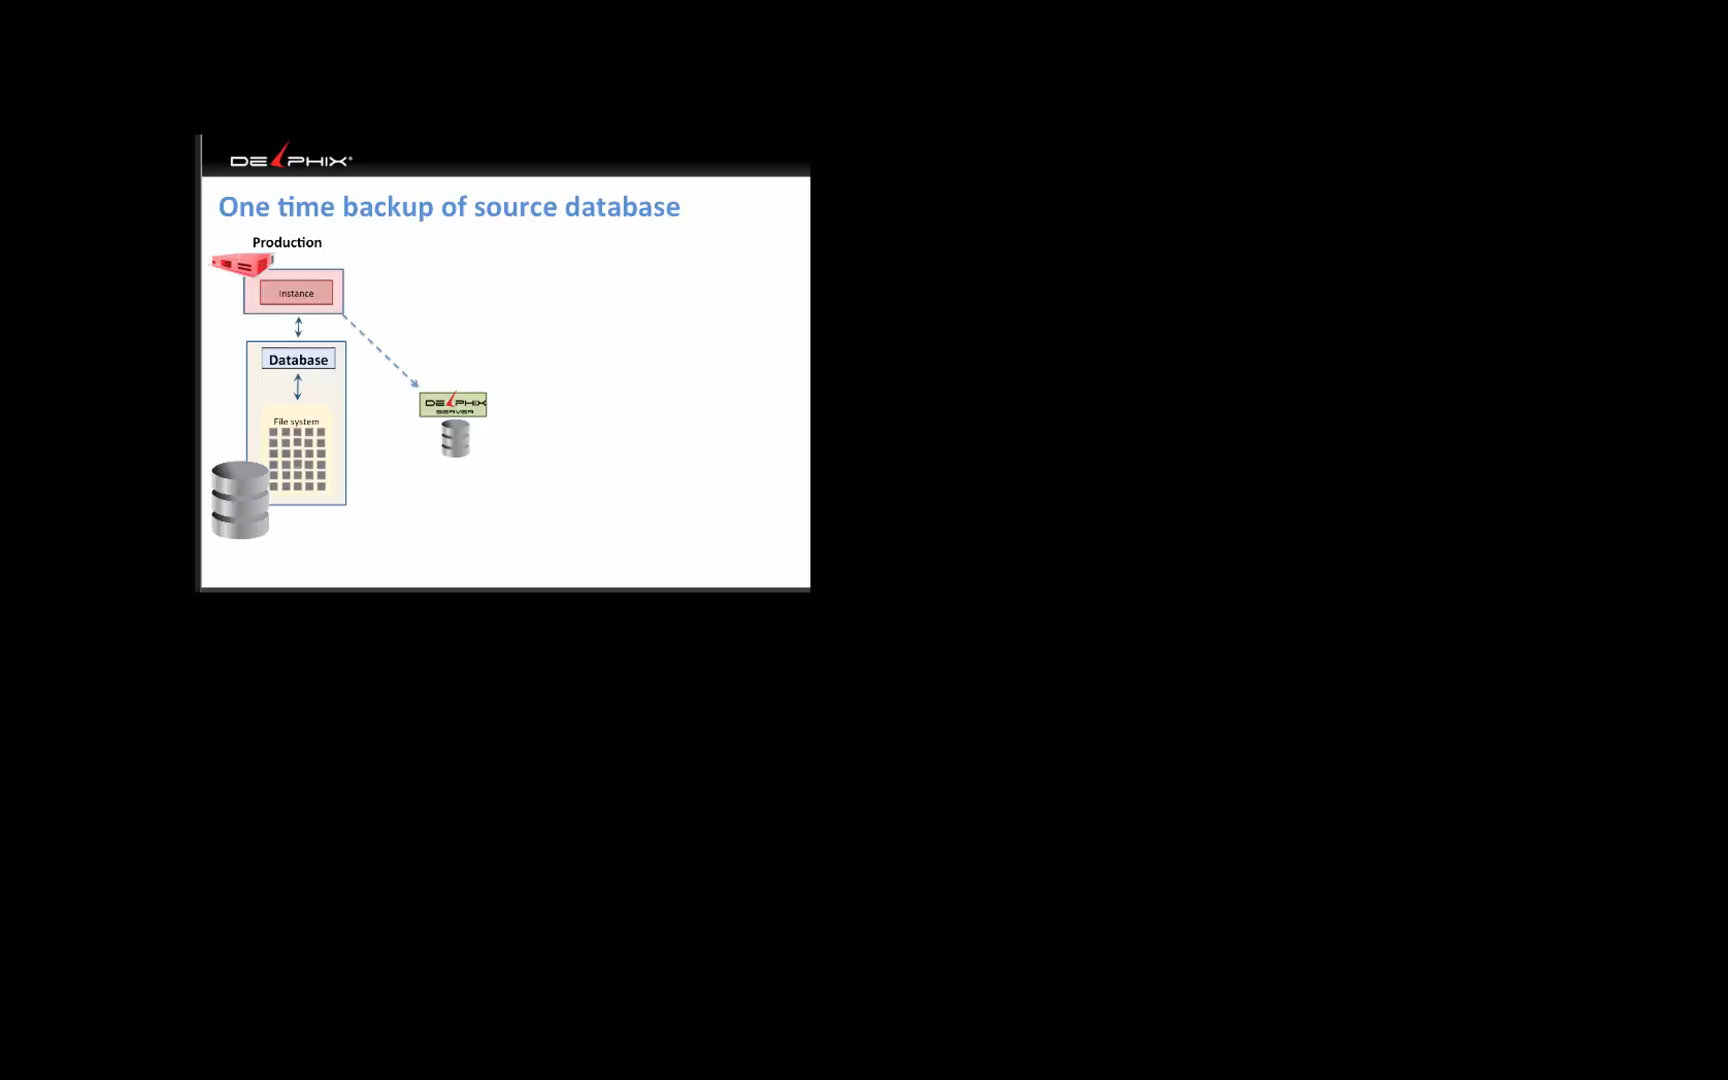 DELPHIX®
One time backup of source database
Production
Instance
Database
DELPHIX
SERVER
File system